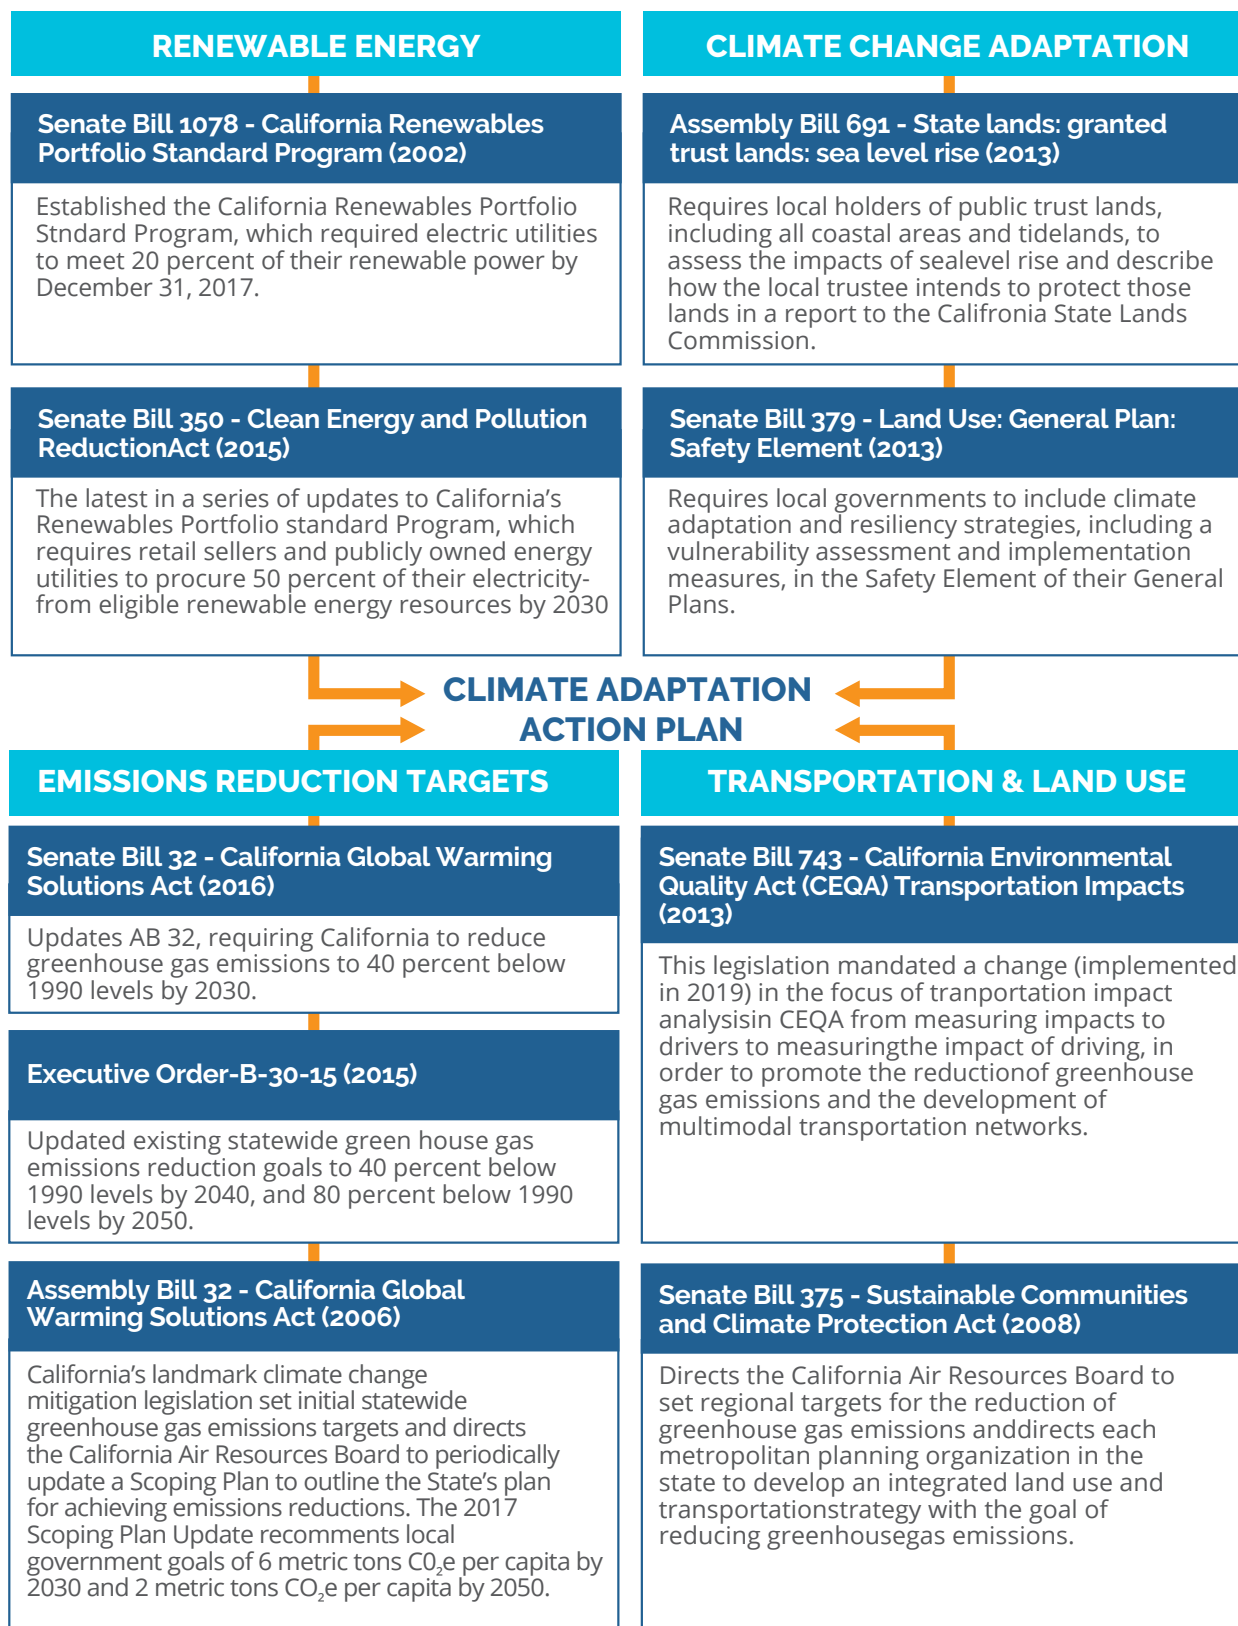 RENEWABLE ENERGY
Senate Bill 1078 - California Renewables
Portfolio Standard Program (2002)
Established the California Renewables Portfolio
Stndard Program, which required electric utilities
to meet 20 percent of their renewable power by
December 31, 2017.
Senate Bill 350 - Clean Energy and Pollution
ReductionAct (2015)
The latest in a series of updates to California’s
Renewables Portfolio standard Program, which
requires retail sellers and publicly owned energy
utilities to procure 50 percent of their electricity-
from eligible renewable energy resources by 2030
CLIMATE CHANGE ADAPTATION
Assembly Bill 691 - State lands: granted
trust lands: sea level rise (2013)
Requires local holders of public trust lands,
including all coastal areas and tidelands, to
assess the impacts of sealevel rise and describe
how the local trustee intends to protect those
lands in a report to the Califronia State Lands
Commission.
Senate Bill 379 - Land Use: General Plan:
Safety Element (2013)
Requires local governments to include climate
adaptation and resiliency strategies, including a
vulnerability assessment and implementation
measures, in the Safety Element of their General
Plans.
CLIMATE ADAPTATION
ACTION PLAN
EMISSIONS REDUCTION TARGETS
Senate Bill 32 - California Global Warming
Solutions Act (2016)
Updates AB 32, requiring California to reduce
greenhouse gas emissions to 40 percent below
1990 levels by 2030.
Executive Order-B-30-15 (2015)
Updated existing statewide green house gas
emissions reduction goals to 40 percent below
1990 levels by 2040, and 80 percent below 1990
levels by 2050.
Assembly Bill 32 - California Global
Warming Solutions Act (2006)
California’s landmark climate change
mitigation legislation set initial statewide
greenhouse gas emissions targets and directs
the California Air Resources Board to periodically
update a Scoping Plan to outline the State’s plan
for achieving emissions reductions. The 2017
Scoping Plan Update recomments local
government goals of 6 metric tons C0₂e per capita by
2030 and 2 metric tons CO₂e per capita by 2050.
TRANSPORTATION & LAND USE
Senate Bill 743 - California Environmental
Quality Act (CEQA) Transportation Impacts
(2013)
This legislation mandated a change (implemented
in 2019) in the focus of tranportation impact
analysisin CEQA from measuring impacts to
drivers to measuringthe impact of driving, in
order to promote the reductionof greenhouse
gas emissions and the development of
multimodal transportation networks.
Senate Bill 375 - Sustainable Communities
and Climate Protection Act (2008)
Directs the California Air Resources Board to
set regional targets for the reduction of
greenhouse gas emissions anddirects each
metropolitan planning organization in the
state to develop an integrated land use and
transportationstrategy with the goal of
reducing greenhousegas emissions.